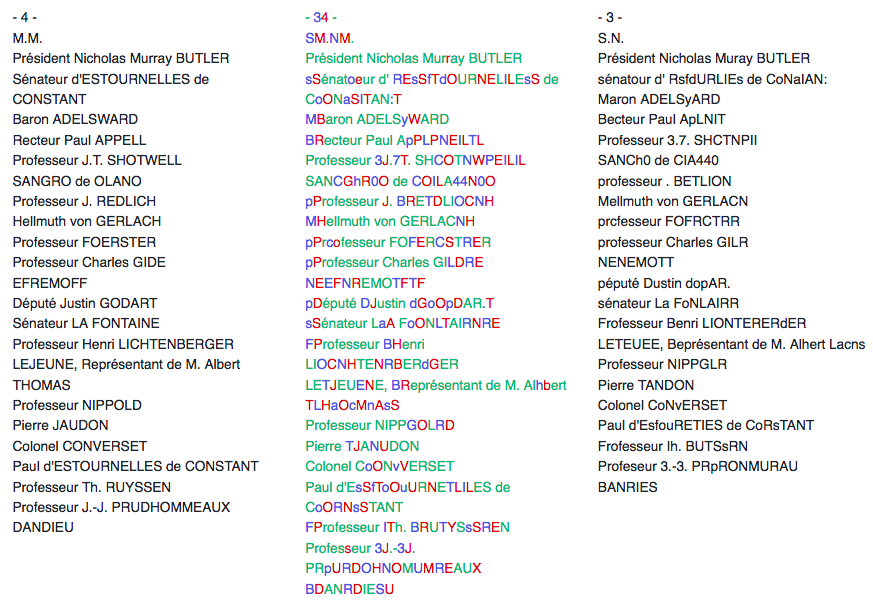 - 4 -
M.M.
Président Nicholas Murray BUTLER
Sénateur d'ESTOURNELLES de
CONSTANT
Baron ADELSWARD
Recteur Paul APPELL
Professeur J.T. SHOTWELL
SANGRO de OLANO
Professeur J. REDLICH
Hellmuth von GERLACH
Professeur FOERSTER
Professeur Charles GIDE
EFREMOFF
Député Justin GODART
Sénateur LA FONTAINE
Professeur Henri LICHTENBERGER
LEJEUNE, Représentant de M. Albert
THOMAS
Professeur NIPPOLD
Pierre JAUDON
Colonel CONVERSET
Paul d'ESTOURNELLES de CONSTANT
Professeur Th. RUYSSEN
Professeur J.-J. PRUDHOMMEAUX
DANDIEU
- 34 -
SM.NM.
Président Nicholas Murray BUTLER
sSénatoeur d' REsSfTdOURNELILEsS de
CoONaSITAN:T
MBaron ADELSyWARD
BRecteur Paul ApPLPNEILTL
Professeur 3J.7T. SHCOTNWPEILIL
SANCGhR0O de COILA44N0O
pProfesseur J. BRETDLIOCNH
MHellmuth von GERLACNH
pPrcofesseur FOFERCSTRER
pProfesseur Charles GILDRE
NEEFNREMOTFTF
pDéputé DJustin dGoOpDAR.T
sSénateur LaA FoONLTAIRNRE
FProfesseur BHenri
LIOCNHTENRBERdGER
LETJEUENE, BReprésentant de M. Alhbert
TLHaOcMnAsS
Professeur NIPPGOLRD
Pierre TJANUDON
Colonel CoONvVERSET
Paul d'EsSfToOuURNETLILES de
CoORNsSTANT
FProfesseur ITh. BRUTYSsSREN
Professeur 3J.-3J.
PRpURDOHNOMUMREAUX
BDANRDIESU
- 3 -
S.N.
Président Nicholas Muray BUTLER
sénatour d' RsfdURLIEs de CoNaIAN:
Maron ADELSyARD
Becteur Paul ApLNIT
Professeur 3.7. SHCTNPII
SANCh0 de CIA440
professeur . BETLION
Mellmuth von GERLACN
prcfesseur FOFRCTRR
professeur Charles GILR
NENEMOTT
péputé Dustin dopAR.
sénateur La FoNLAIRR
Frofesseur Benri LIONTERERdER
LETEUEE, Beprésentant de M. Alhert Lacns
Professeur NIPPGLR
Pierre TANDON
Colonel CoNvERSET
Paul d'EsfouRETIES de CoRsTANT
Frofesseur Ih. BUTSsRN
Profeseur 3.-3. PRpRONMURAU
BANRIES